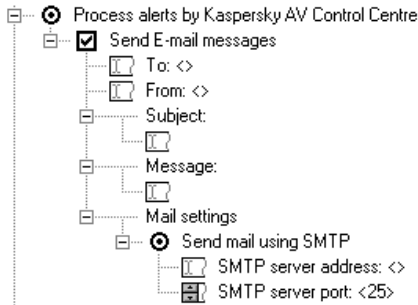 Process alerts by Kaspersky AV Control Centre
Send E-mail messages
To: <>
From: <>
Subject:
Message:
Mail settings
Send mail using SMTP
SMTP server address: <>
SMTP server port: <25>